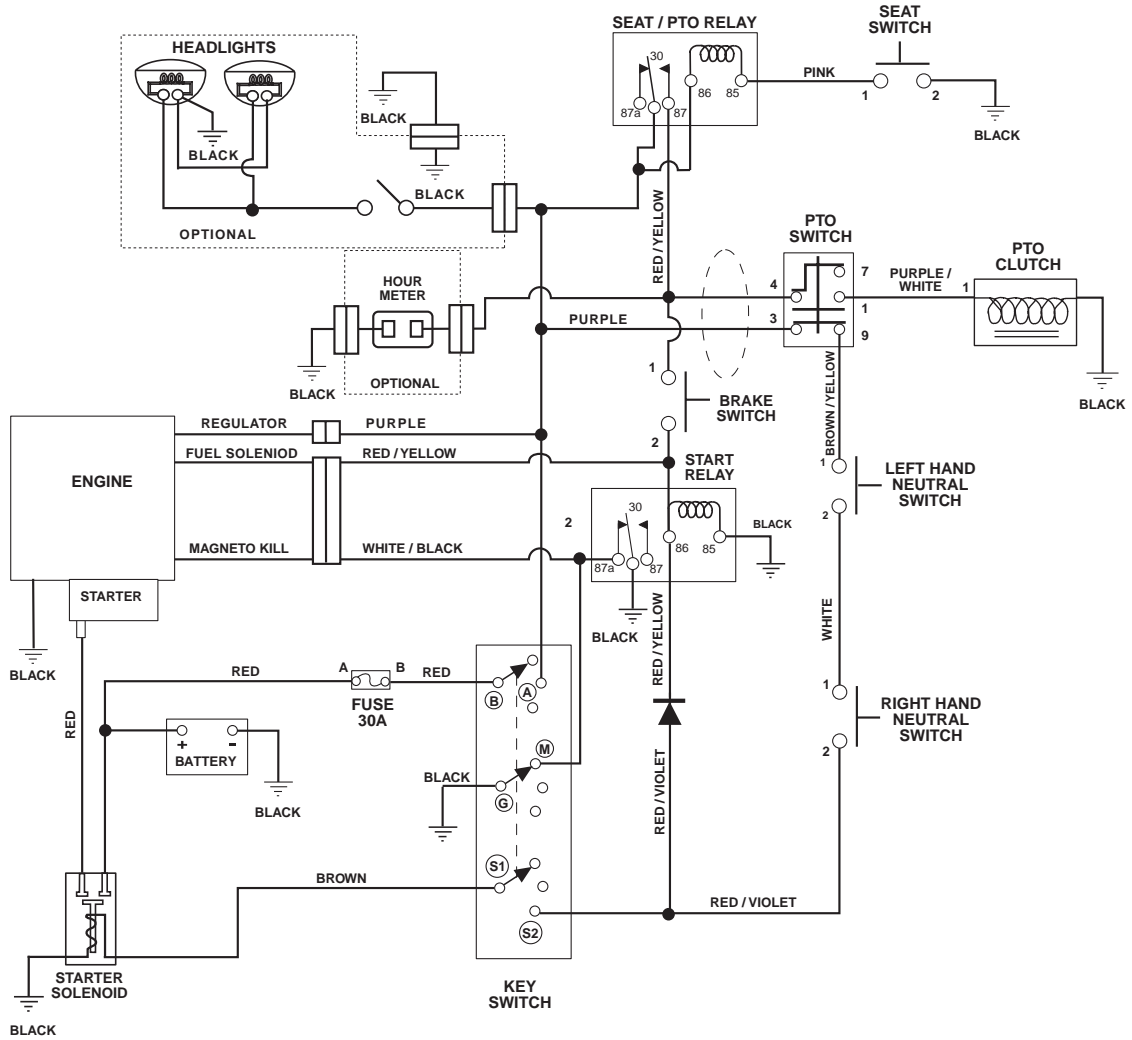 SEAT
SWITCH
SEAT / PTO RELAY
HEADLIGHTS
30
PINK
86
85
1
2
87a
87
BLACK
BLACK
BLACK
BLACK
RED / YELLOW
OPTIONAL
PTO
SWITCH
PTO
CLUTCH
7
PURPLE /
WHITE
4
1
1
HOUR
METER
3
PURPLE
9
OPTIONAL
BLACK
1
BRAKE
SWITCH
2
BLACK
BROWN / YELLOW
REGULATOR
PURPLE
FUEL SOLENIOD
RED / YELLOW
START
RELAY
1
LEFT HAND
NEUTRAL
SWITCH
2
ENGINE
2
30
BLACK
86
85
MAGNETO KILL
WHITE / BLACK
87a
87
STARTER
BLACK
RED / YELLOW
WHITE
BLACK
RED
A
B
RED
FUSE
30A
B
A
1
RIGHT HAND
NEUTRAL
SWITCH
2
RED
+
-
BATTERY
BLACK
M
BLACK
G
RED / VIOLET
S1
BROWN
RED / VIOLET
S2
STARTER
SOLENOID
KEY
SWITCH
BLACK